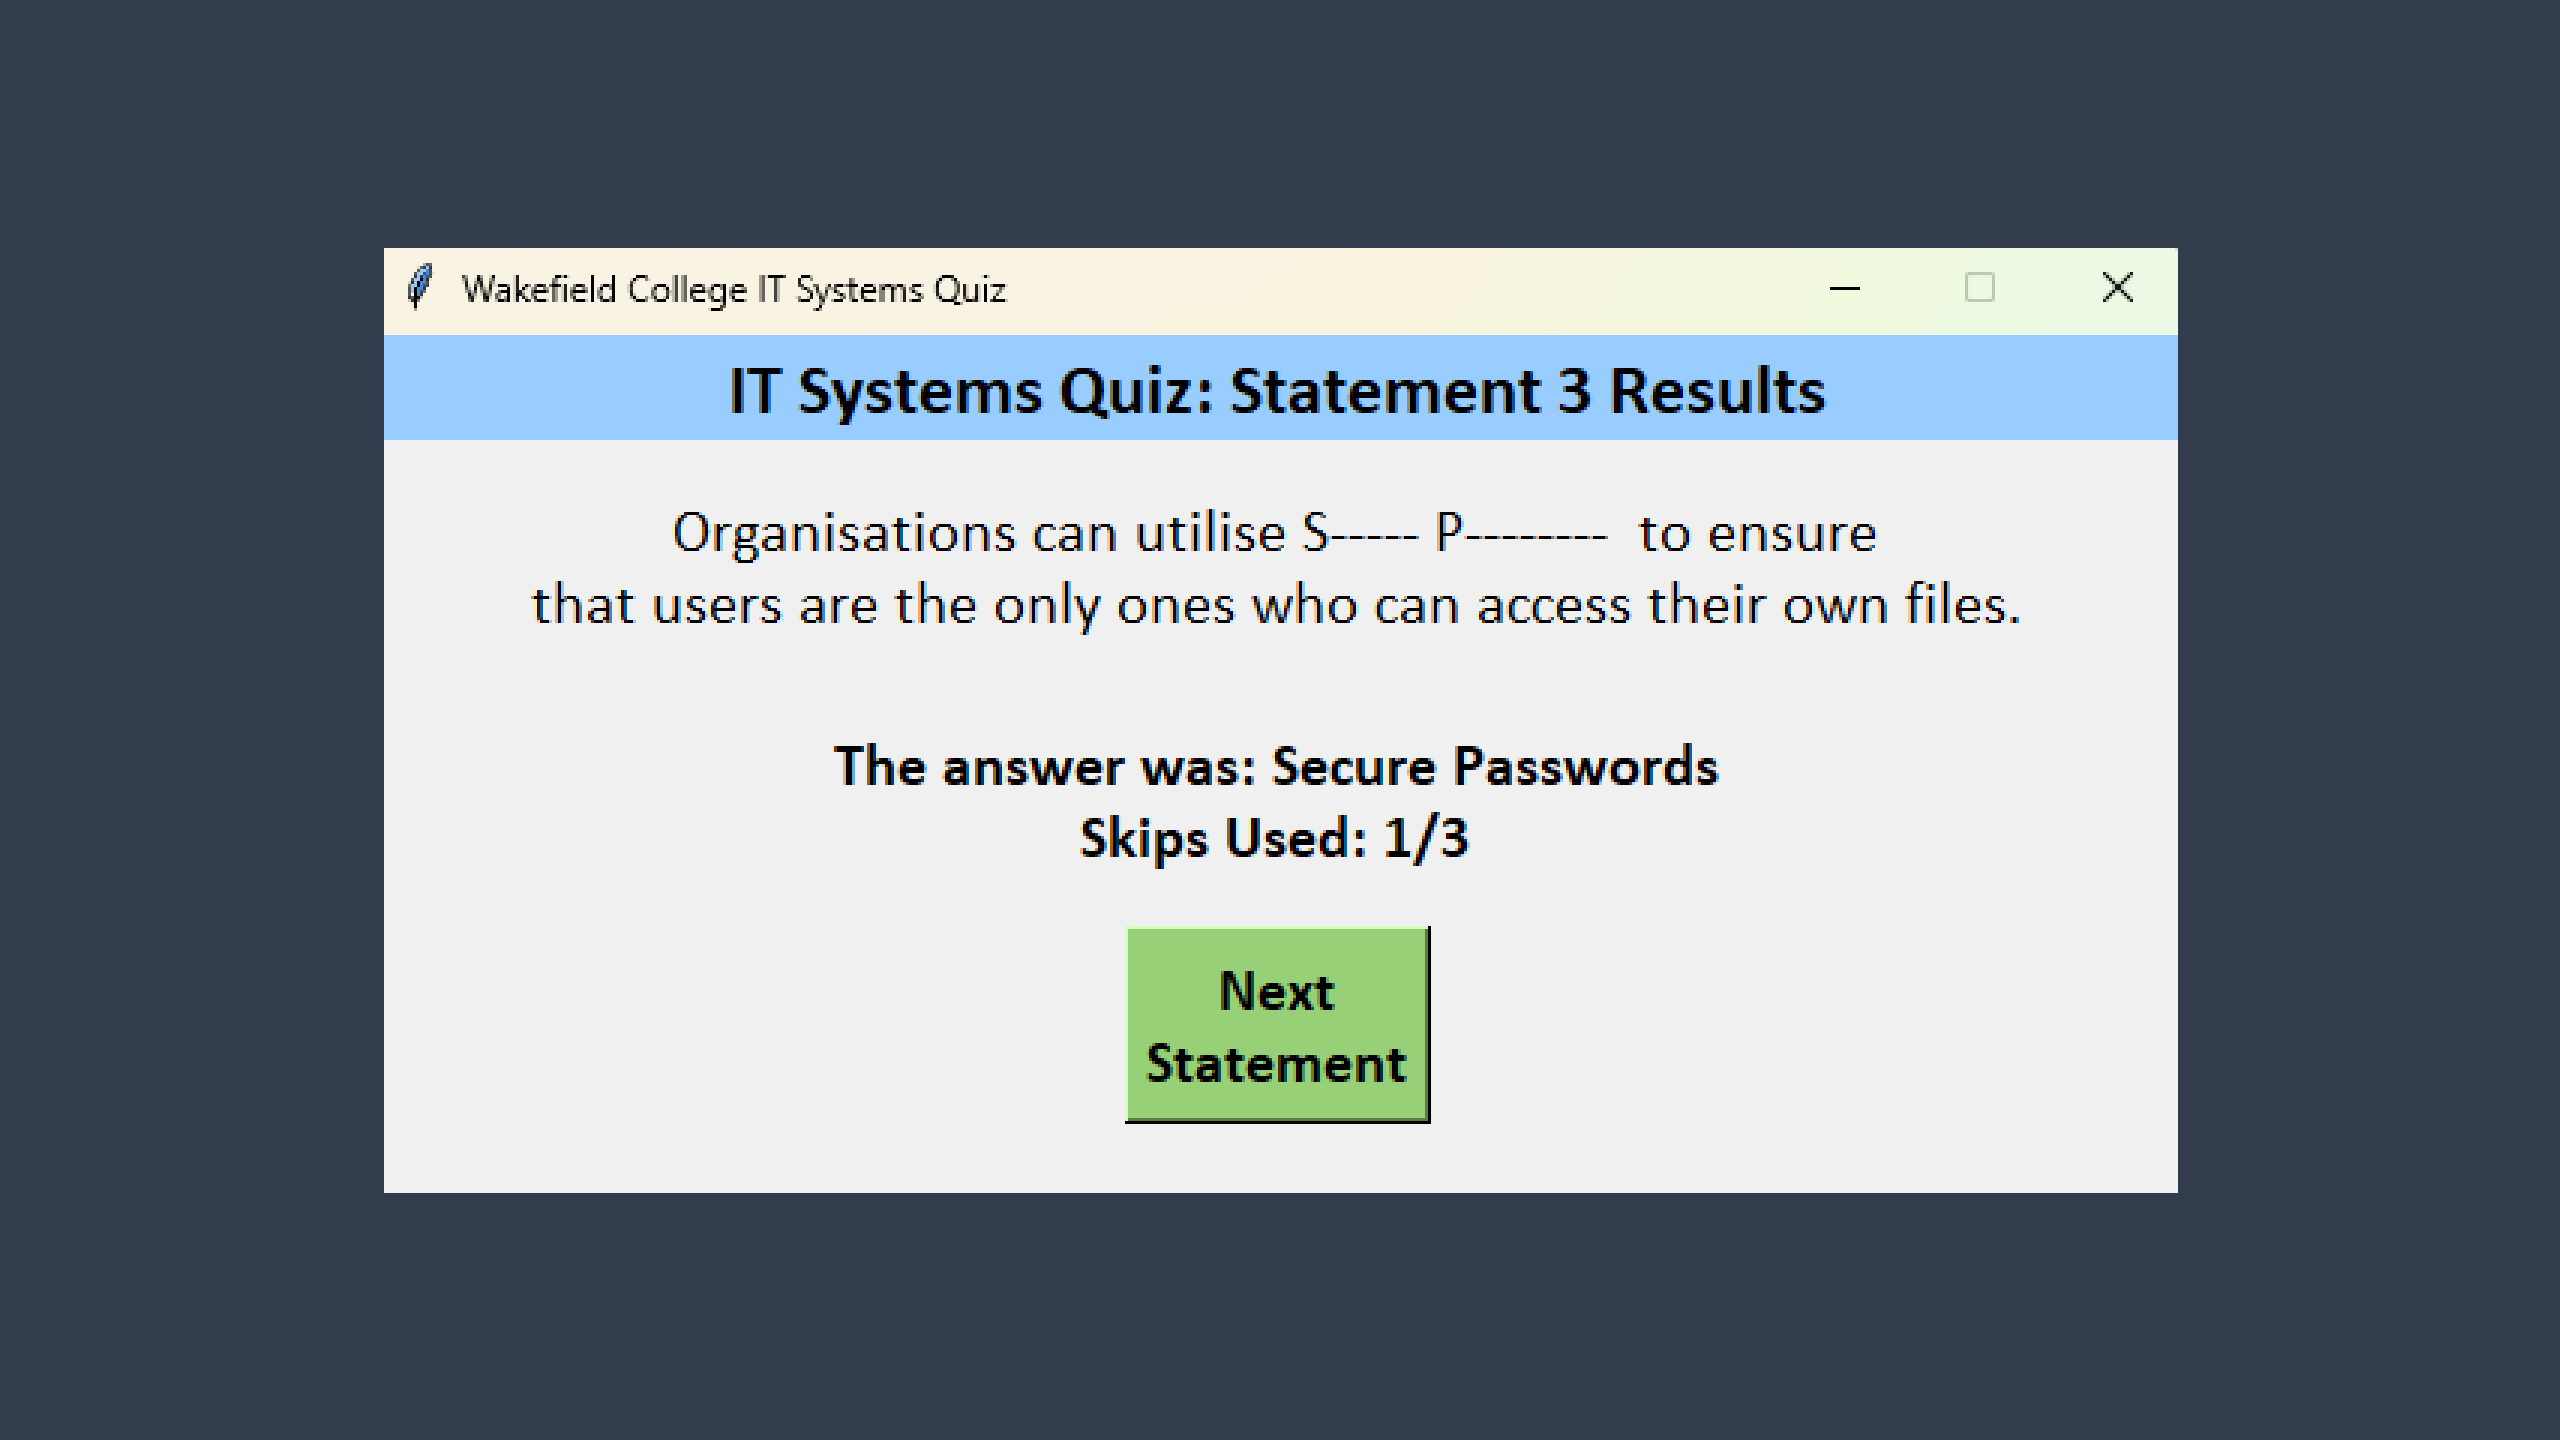 Wakefield College IT Systems Quiz
IT Systems Quiz: Statement 3 Results
Organisations can utilise S----- P--------  to ensure
that users are the only ones who can access their own files.
The answer was: Secure Passwords
Skips Used: 1/3
Next
Statement